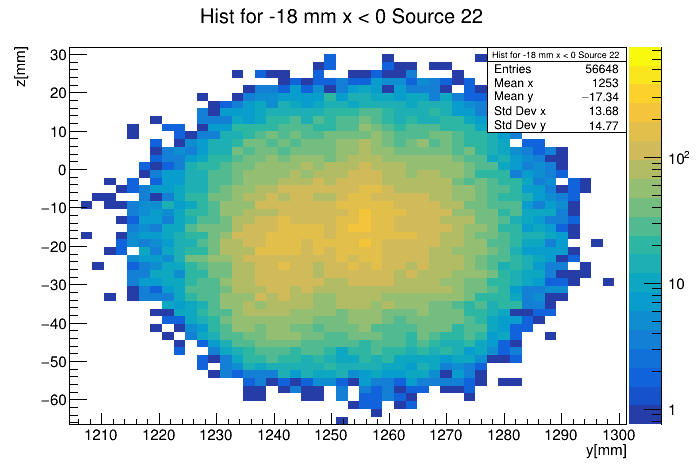 Hist for -18 mm x < 0 Source 22
z[mm]
Hist for -18 mm x < 0 Source 22
Entries 56648
Mean x 1253
Mean y −17.34
Std Dev x 13.68
Std Dev y 14.77
30
20
10
0
−10
−20
−30
−40
−50
−60
10²
10
1
1210 1220 1230 1240 1250 1260 1270 1280 1290 1300
y[mm]